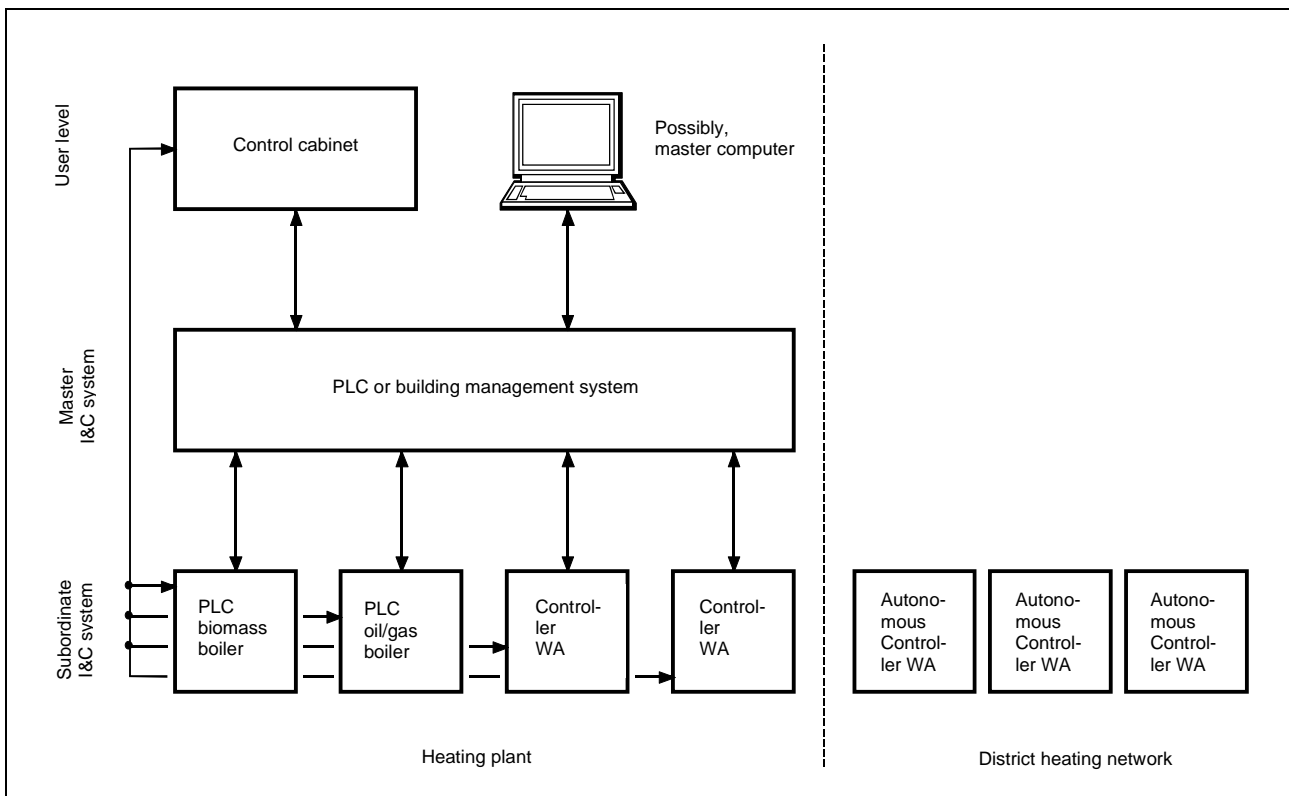 User level
Control cabinet
Possibly,
master computer
Master
I&C system
PLC or building management system
Subordinate
I&C system
PLC
biomass
boiler
PLC
oil/gas
boiler
Control-
ler
WA
Control-
ler
WA
Autono-
mous
Control-
ler WA
Autono-
mous
Control-
ler WA
Autono-
mous
Control-
ler WA
Heating plant
District heating network